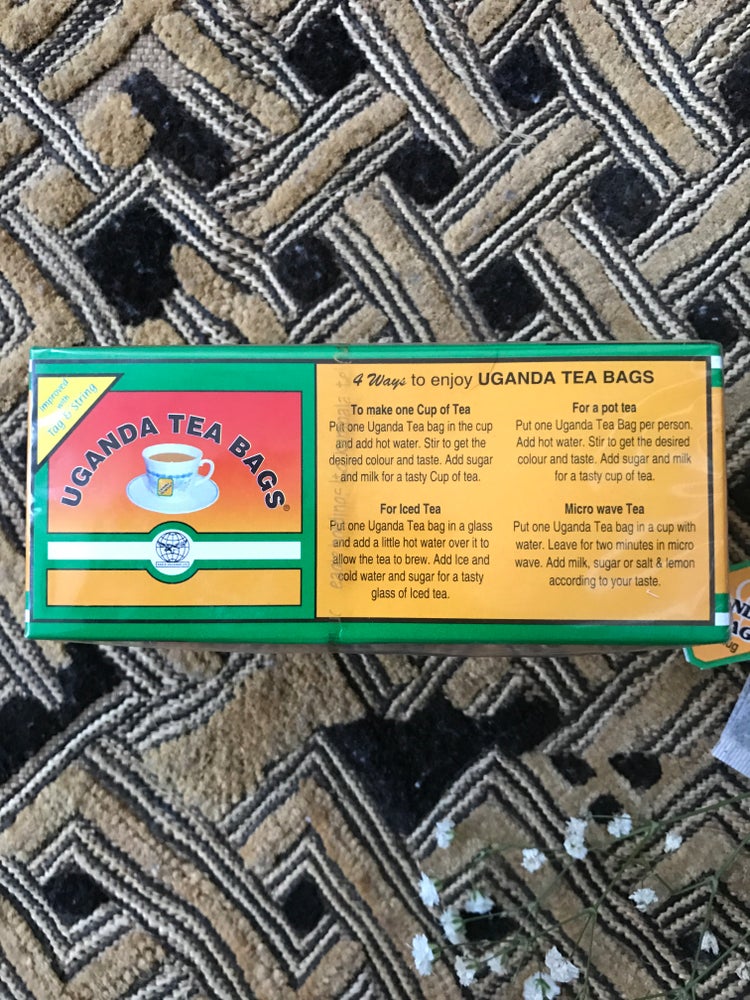 Improved
with
Tag & String
UGANDA TEA BAGS®
4 Ways to enjoy UGANDA TEA BAGS
To make one Cup of Tea
Put one Uganda Tea bag in the cup
and add hot water. Stir to get the
desired colour and taste. Add sugar
and milk for a tasty Cup of tea.
For a pot tea
Put one Uganda Tea Bag per person.
Add hot water. Stir to get the desired
colour and taste. Add sugar and milk
for a tasty cup of tea.
For Iced Tea
Put one Uganda Tea bag in a glass
and add a little hot water over it to
allow the tea to brew. Add Ice and
cold water and sugar for a tasty
glass of Iced tea.
Micro wave Tea
Put one Uganda Tea bag in a cup with
water. Leave for two minutes in micro
wave. Add milk, sugar or salt & lemon
according to your taste.